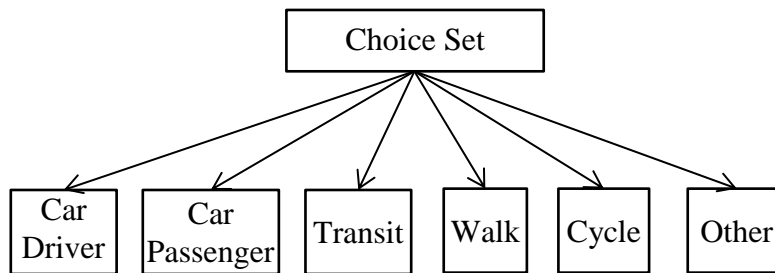 Choice Set
Car
Driver
Car
Passenger
Transit
Walk
Cycle
Other